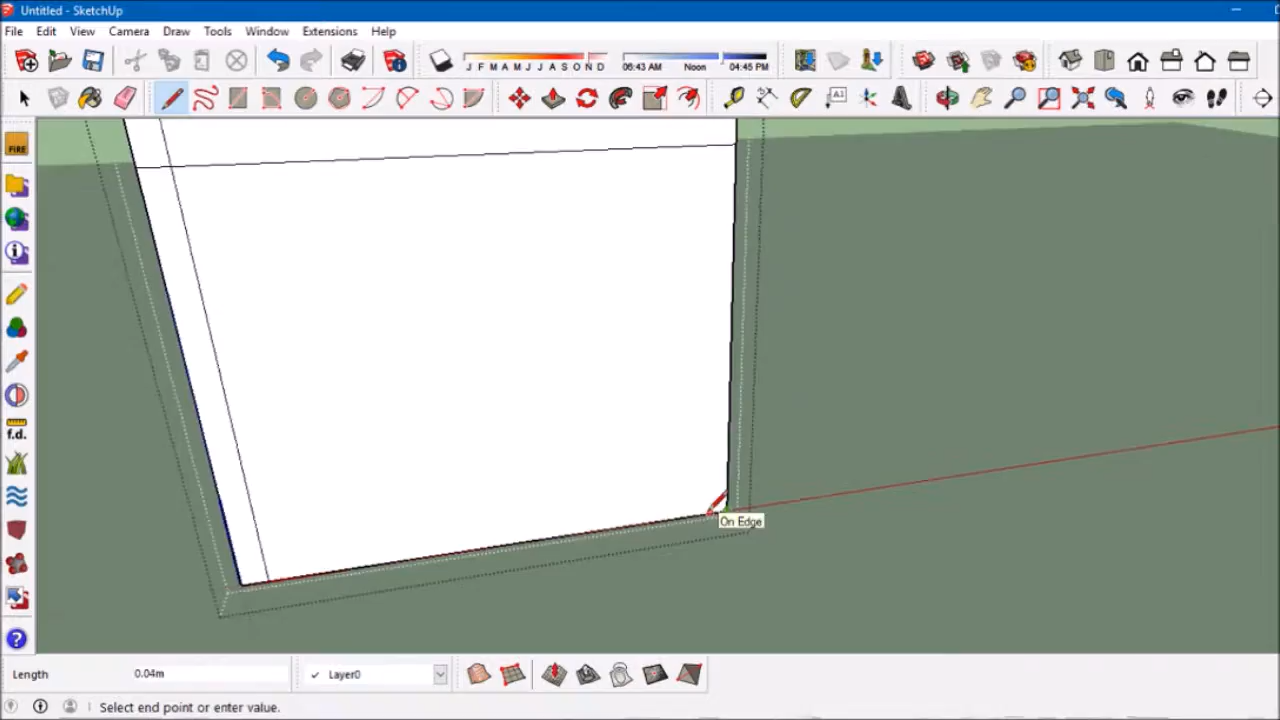 Untitled - SketchUp
File Edit View Camera Draw Tools Window Extensions Help
J F M A M J J A S O N D 06:43 AM Noon 04:45 PM
A1
FIRE
f.d.
On Edge
Length 0.04m Layer0
Select end point or enter value.